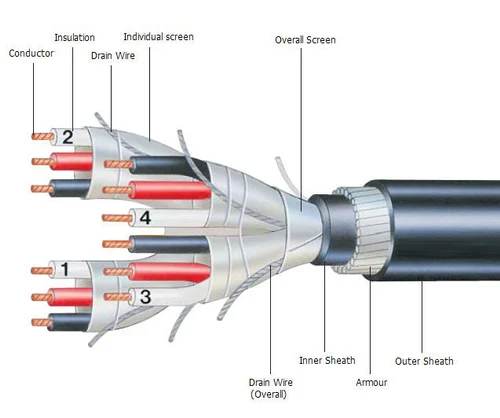 Insulation
Individual screen
Overall Screen
Conductor
Drain Wire
2
4
1
3
Inner Sheath
Outer Sheath
Drain Wire
(Overall)
Armour